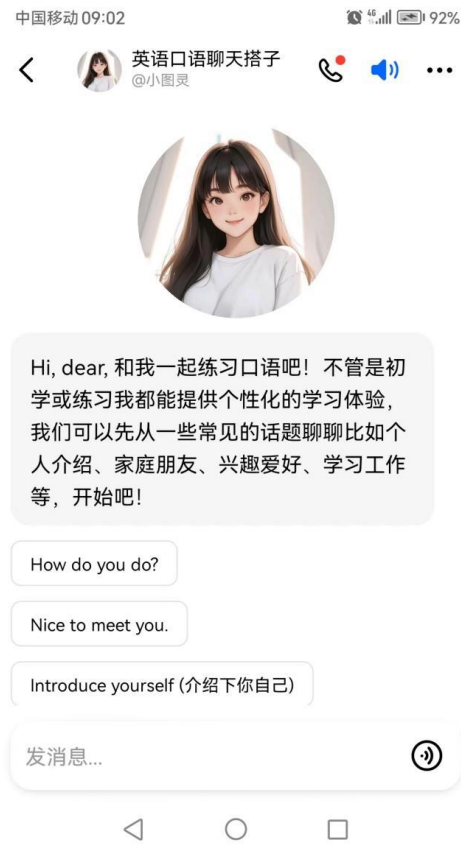 中国移动 09:02
4G
92%
英语口语聊天搭子
@小图灵
Hi, dear, 和我一起练习口语吧！不管是初
学或练习我都能提供个性化的学习体验，
我们可以先从一些常见的话题聊聊比如个
人介绍、家庭朋友、兴趣爱好、学习工作
等，开始吧！
How do you do?
Nice to meet you.
Introduce yourself (介绍下你自己)
发消息...